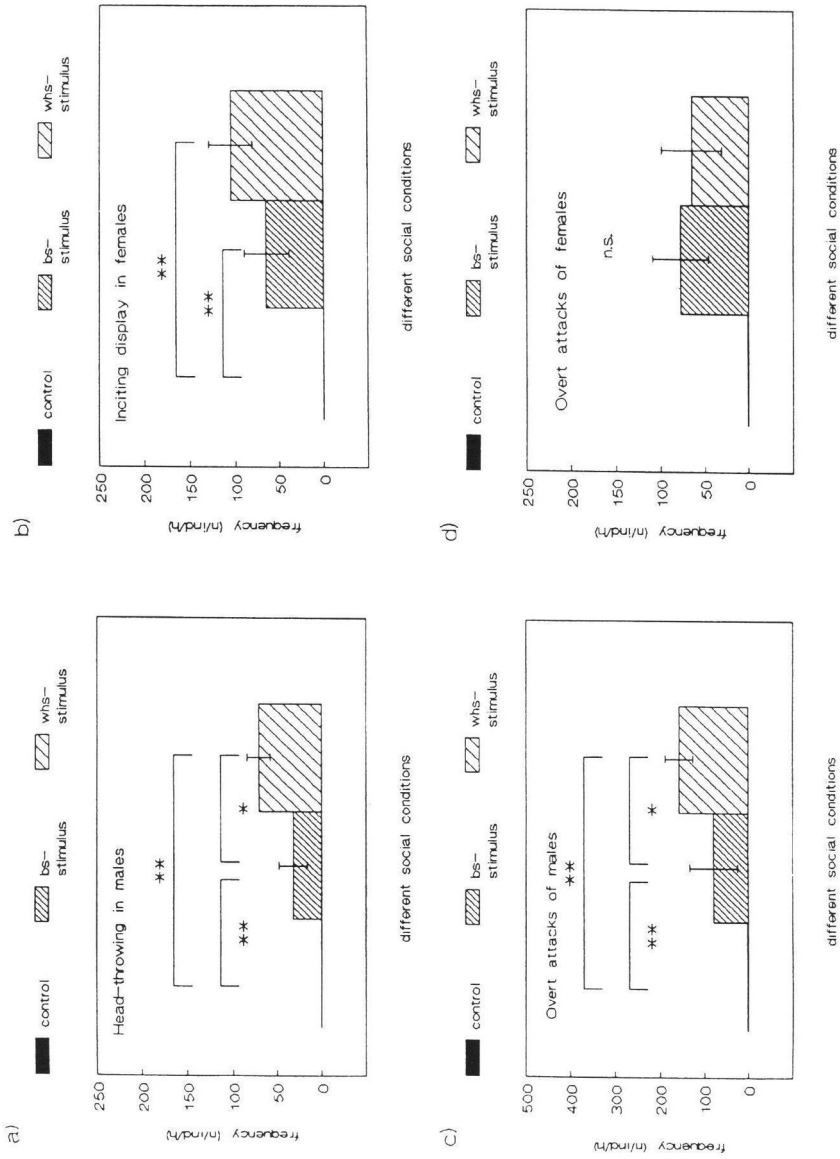 a)
control
bs-
stimulus
whs-
stimulus
Head-throwing in males
frequency (n/ind/h)
250
200
150
100
50
0
**
**
*
different social conditions
b)
control
bs-
stimulus
whs-
stimulus
Inciting display in females
frequency (n/ind/h)
250
200
150
100
50
0
**
**
different social conditions
c)
control
bs-
stimulus
whs-
stimulus
Overt attacks of males
frequency (n/ind/h)
500
400
300
200
100
0
**
**
*
different social conditions
d)
control
bs-
stimulus
whs-
stimulus
Overt attacks of females
frequency (n/ind/h)
250
200
150
100
50
0
n.s.
different social conditions